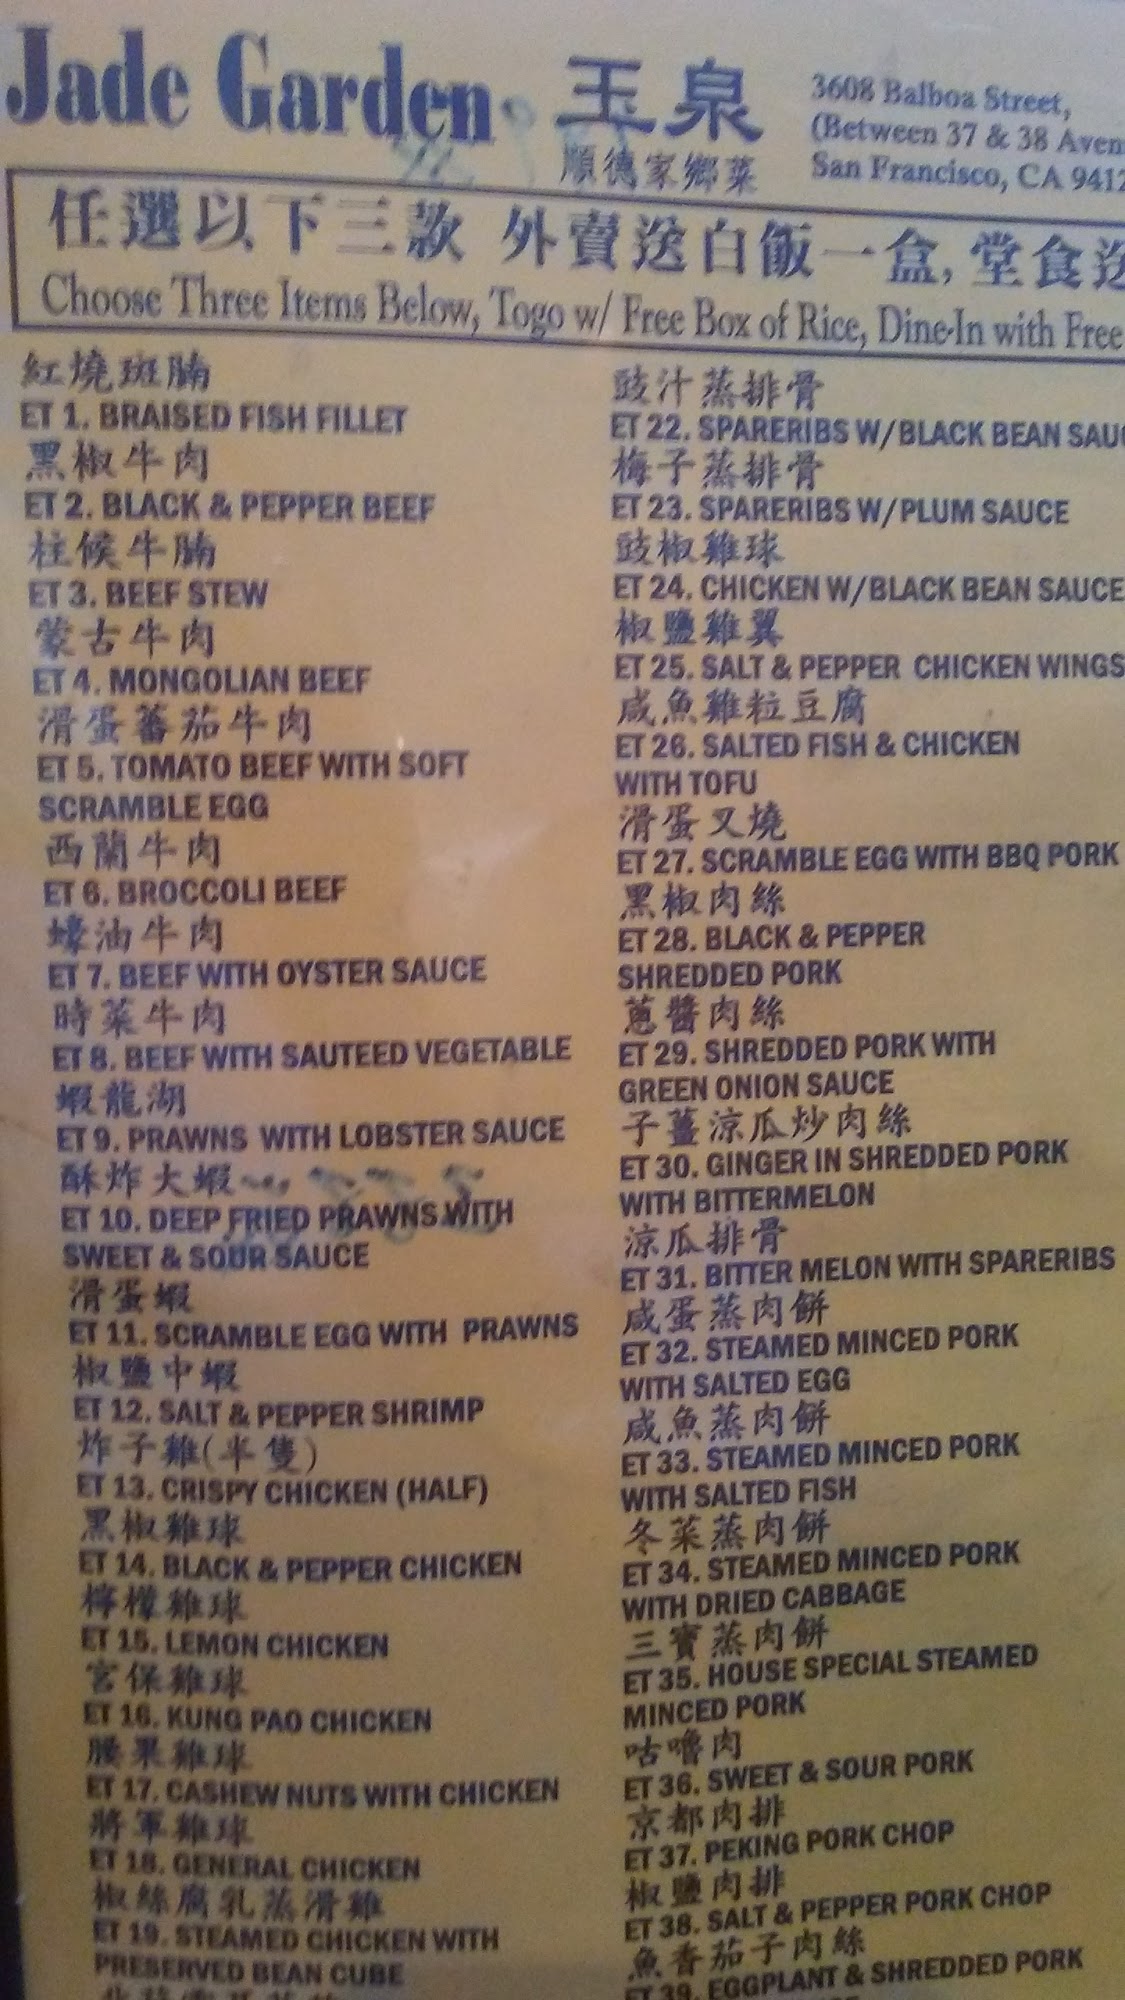 Jade Garden 玉泉
順德家鄉菜
3608 Balboa Street,
(Between 37 & 38 Aven
San Francisco, CA 9412
任選以下三款 外賣送白飯一盒, 堂食送
Choose Three Items Below, Togo w/ Free Box of Rice, Dine-In with Free
紅燒斑腩
ET 1. BRAISED FISH FILLET
黑椒牛肉
ET 2. BLACK & PEPPER BEEF
柱候牛腩
ET 3. BEEF STEW
蒙古牛肉
ET 4. MONGOLIAN BEEF
滑蛋蕃茄牛肉
ET 5. TOMATO BEEF WITH SOFT
SCRAMBLE EGG
西蘭牛肉
ET 6. BROCCOLI BEEF
蠔油牛肉
ET 7. BEEF WITH OYSTER SAUCE
時菜牛肉
ET 8. BEEF WITH SAUTEED VEGETABLE
蝦龍湖
ET 9. PRAWNS WITH LOBSTER SAUCE
酥炸大蝦
ET 10. DEEP FRIED PRAWNS WITH
SWEET & SOUR SAUCE
滑蛋蝦
ET 11. SCRAMBLE EGG WITH PRAWNS
椒鹽中蝦
ET 12. SALT & PEPPER SHRIMP
炸子雞(半隻)
ET 13. CRISPY CHICKEN (HALF)
黑椒雞球
ET 14. BLACK & PEPPER CHICKEN
檸檬雞球
ET 15. LEMON CHICKEN
宮保雞球
ET 16. KUNG PAO CHICKEN
腰果雞球
ET 17. CASHEW NUTS WITH CHICKEN
將軍雞球
ET 18. GENERAL CHICKEN
椒絲腐乳蒸滑雞
ET 19. STEAMED CHICKEN WITH
PRESERVED BEAN CUBE
豉汁蒸排骨
ET 22. SPARERIBS W/BLACK BEAN SAUC
梅子蒸排骨
ET 23. SPARERIBS W/PLUM SAUCE
豉椒雞球
ET 24. CHICKEN W/BLACK BEAN SAUCE
椒鹽雞翼
ET 25. SALT & PEPPER CHICKEN WINGS
咸魚雞粒豆腐
ET 26. SALTED FISH & CHICKEN
WITH TOFU
滑蛋叉燒
ET 27. SCRAMBLE EGG WITH BBQ PORK
黑椒肉絲
ET 28. BLACK & PEPPER
SHREDDED PORK
蔥醬肉絲
ET 29. SHREDDED PORK WITH
GREEN ONION SAUCE
子薑涼瓜炒肉絲
ET 30. GINGER IN SHREDDED PORK
WITH BITTERMELON
涼瓜排骨
ET 31. BITTER MELON WITH SPARERIBS
咸蛋蒸肉餅
ET 32. STEAMED MINCED PORK
WITH SALTED EGG
咸魚蒸肉餅
ET 33. STEAMED MINCED PORK
WITH SALTED FISH
冬菜蒸肉餅
ET 34. STEAMED MINCED PORK
WITH DRIED CABBAGE
三寶蒸肉餅
ET 35. HOUSE SPECIAL STEAMED
MINCED PORK
咕嚕肉
ET 36. SWEET & SOUR PORK
京都肉排
ET 37. PEKING PORK CHOP
椒鹽肉排
ET 38. SALT & PEPPER PORK CHOP
魚香茄子肉絲
ET 39. EGGPLANT & SHREDDED PORK